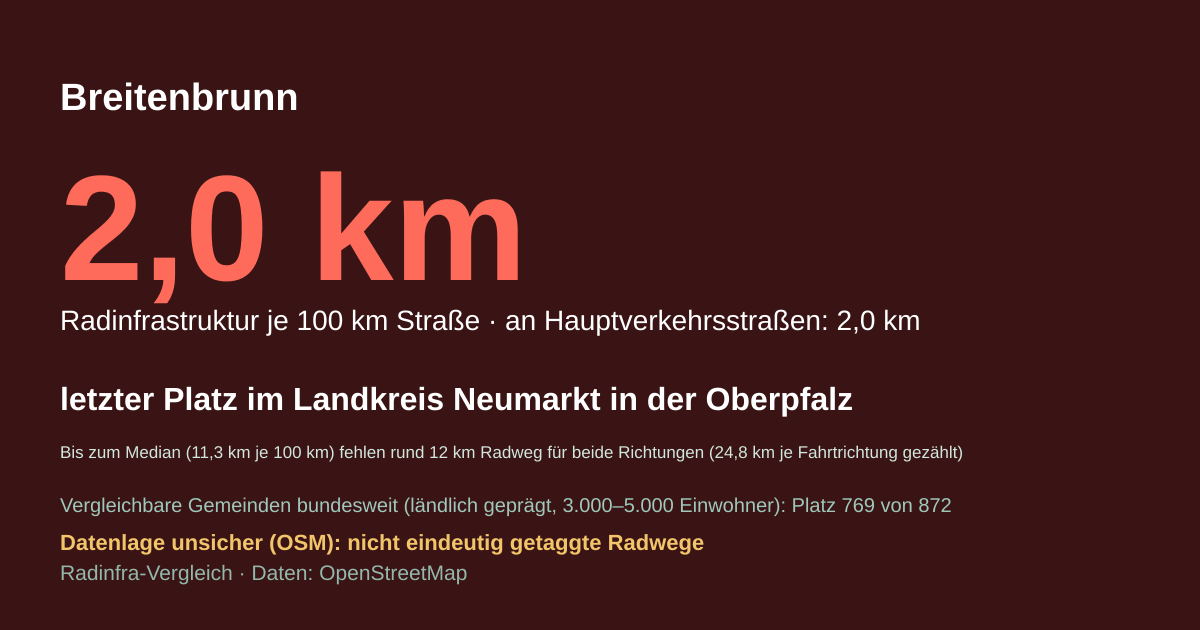 Breitenbrunn
2,0 km
Radinfrastruktur je 100 km Straße · an Hauptverkehrsstraßen: 2,0 km
letzter Platz im Landkreis Neumarkt in der Oberpfalz
Bis zum Median (11,3 km je 100 km) fehlen rund 12 km Radweg für beide Richtungen (24,8 km je Fahrtrichtung gezählt)
Vergleichbare Gemeinden bundesweit (ländlich geprägt, 3.000–5.000 Einwohner): Platz 769 von 872
Datenlage unsicher (OSM): nicht eindeutig getaggte Radwege
Radinfra-Vergleich · Daten: OpenStreetMap